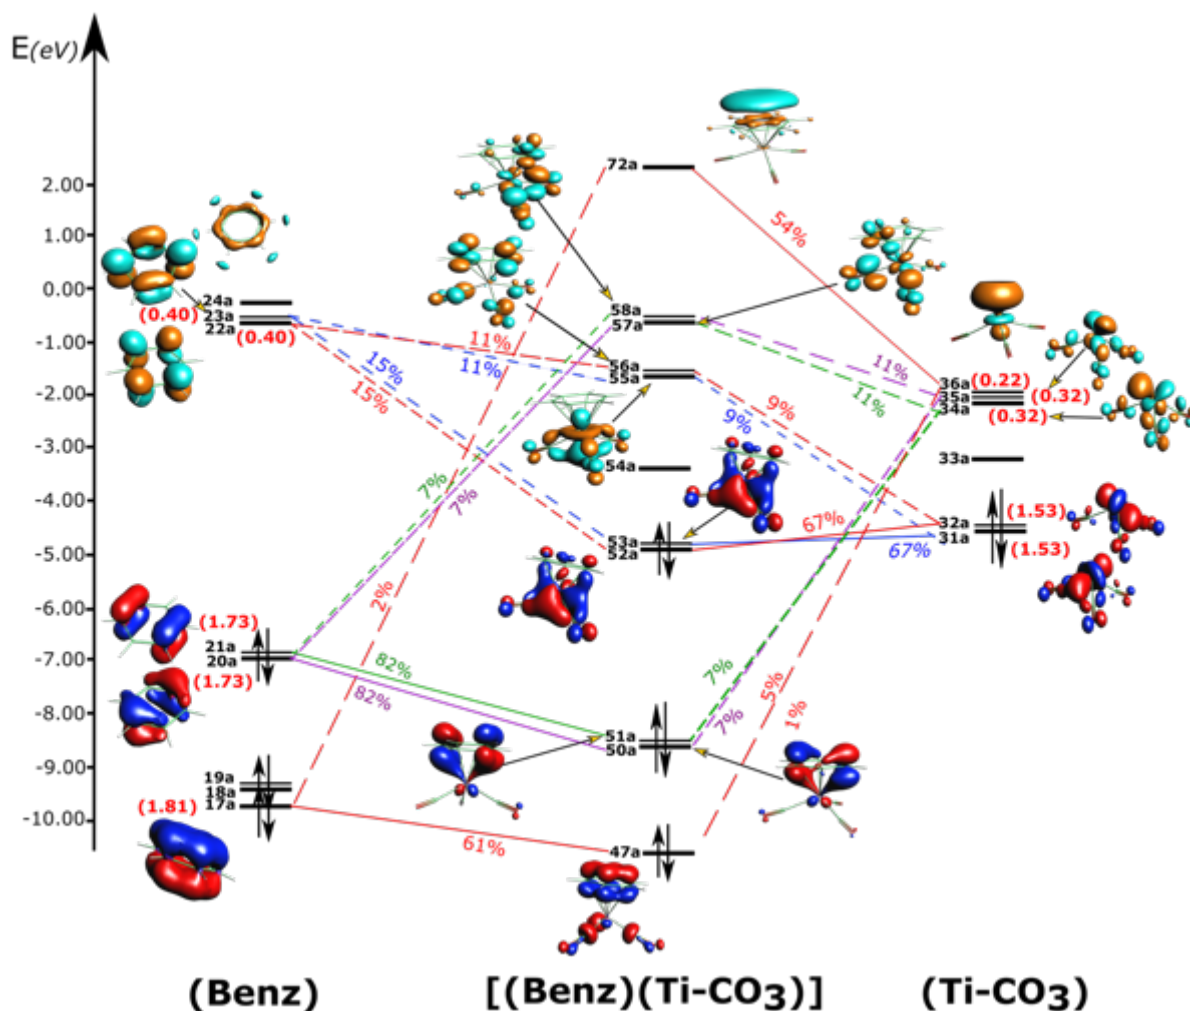 E(eV)
2.00
1.00
0.00
-1.00
-2.00
-3.00
-4.00
-5.00
-6.00
-7.00
-8.00
-9.00
-10.00
24a
(0.40) 23a
22a (0.40)
21a (1.73)
20a (1.73)
19a
18a
17a (1.81)
72a
58a
57a
56a
55a
54a
53a
52a
51a
50a
47a
36a (0.22)
35a (0.32)
34a (0.32)
33a
32a (1.53)
31a (1.53)
11%
11%
15%
15%
7%
7%
2%
82%
82%
61%
54%
11%
11%
9%
9%
67%
67%
7%
7%
5%
1%
(Benz) [(Benz)(Ti-CO3)] (Ti-CO3)